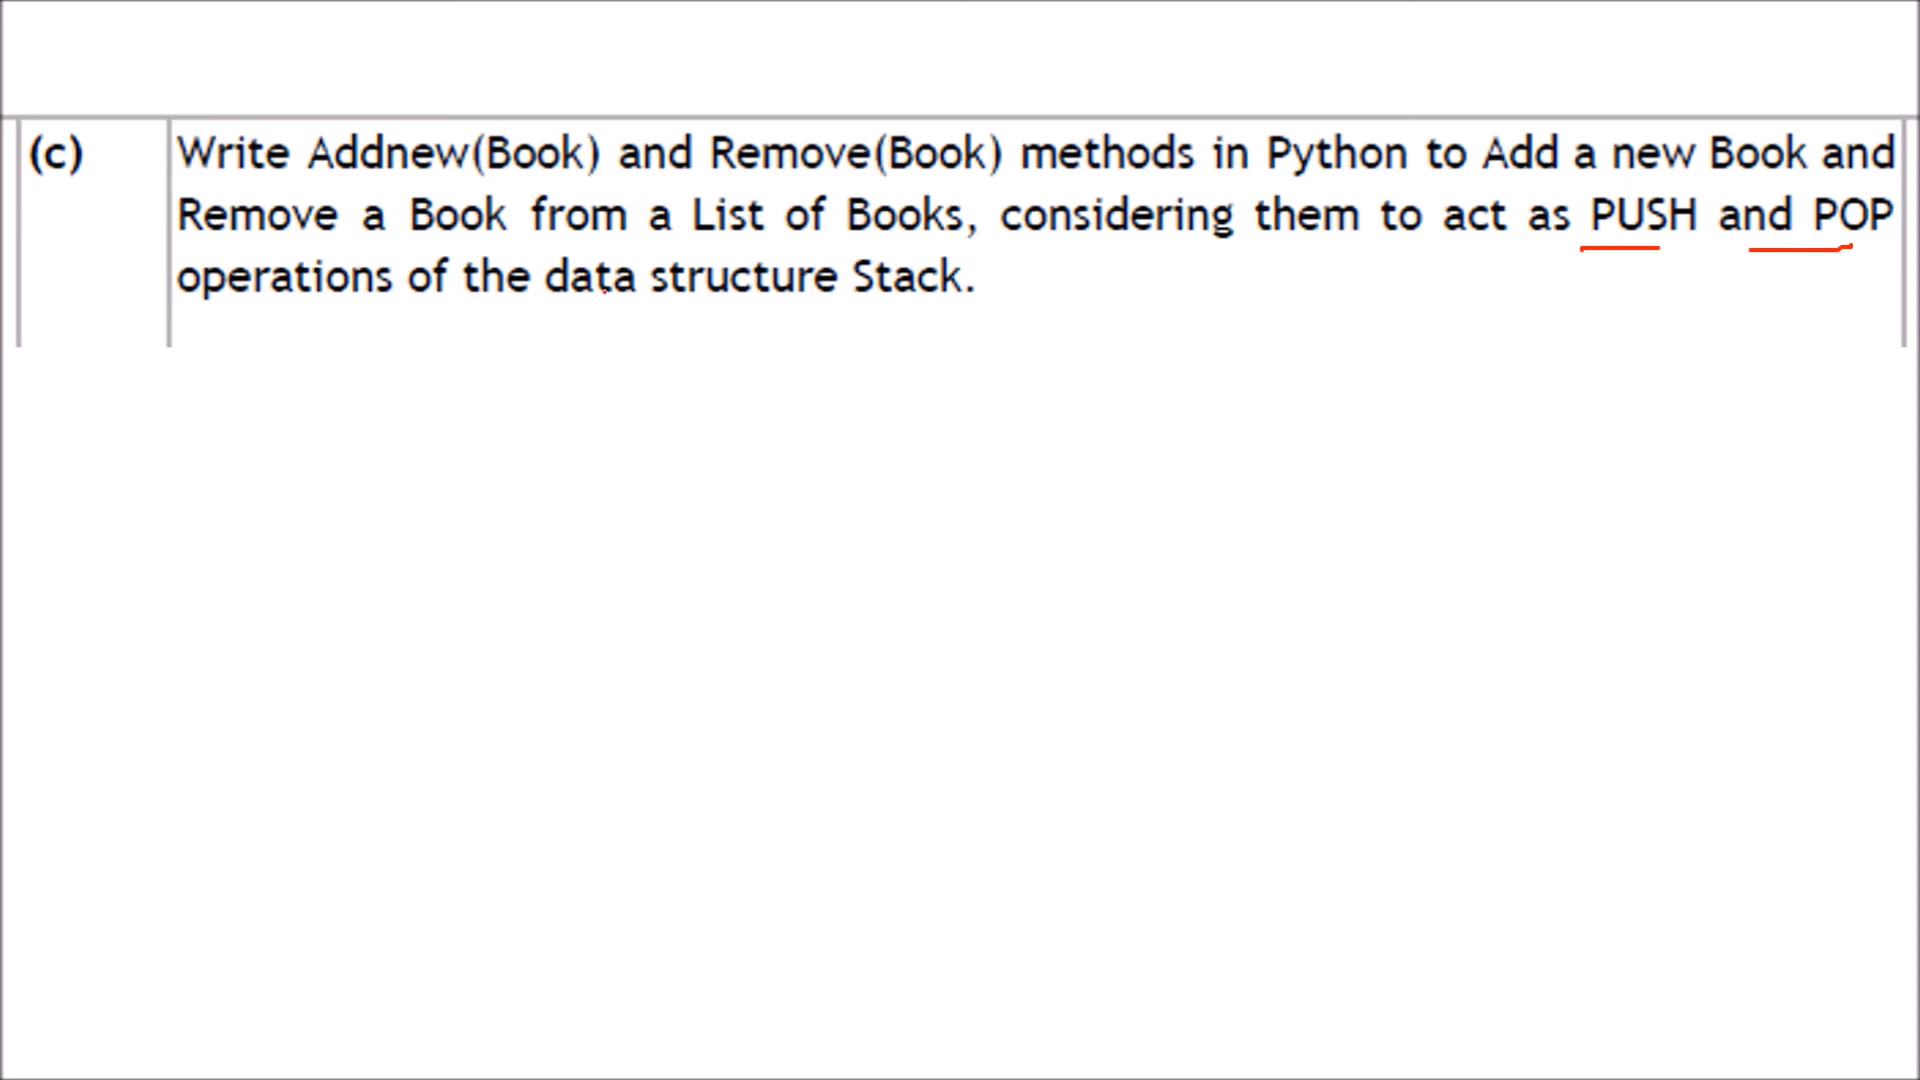 (c) Write Addnew(Book) and Remove(Book) methods in Python to Add a new Book and
Remove a Book from a List of Books, considering them to act as PUSH and POP
operations of the data structure Stack.